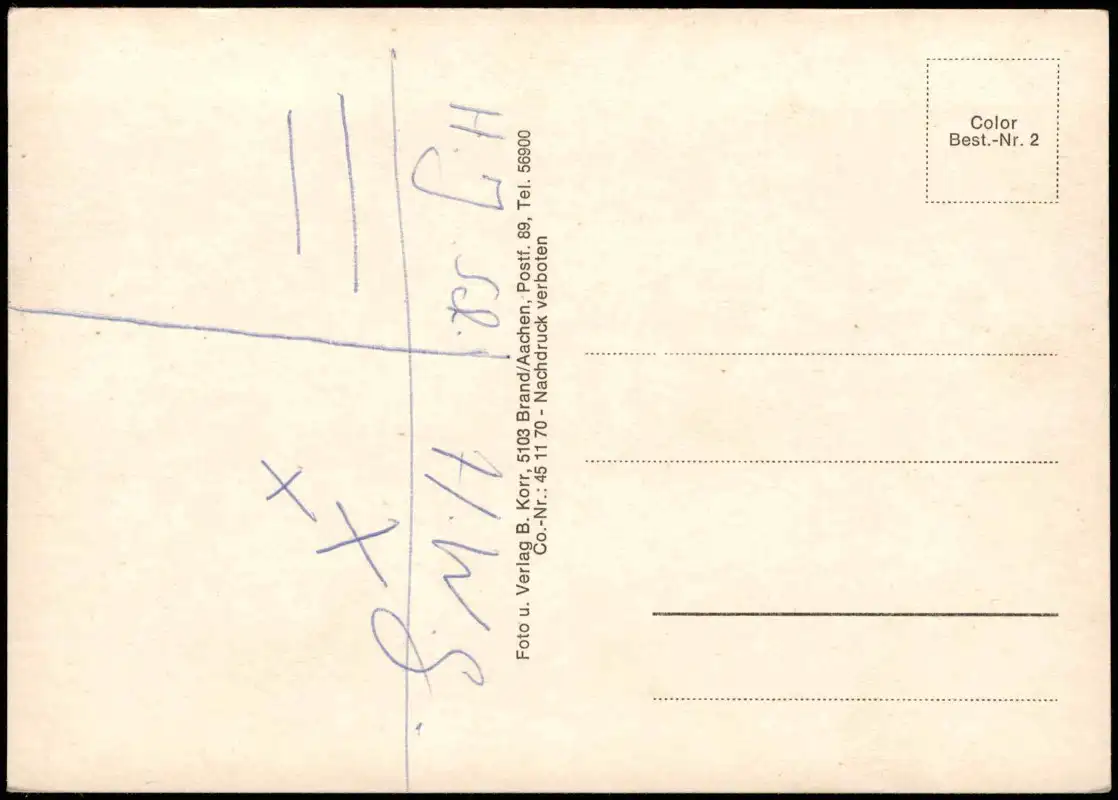 Color
Best.-Nr. 2
Foto u. Verlag B. Korr, 5103 Brand/Aachen, Postf. 89, Tel. 56900
Co.-Nr.: 45 11 70 - Nachdruck verboten